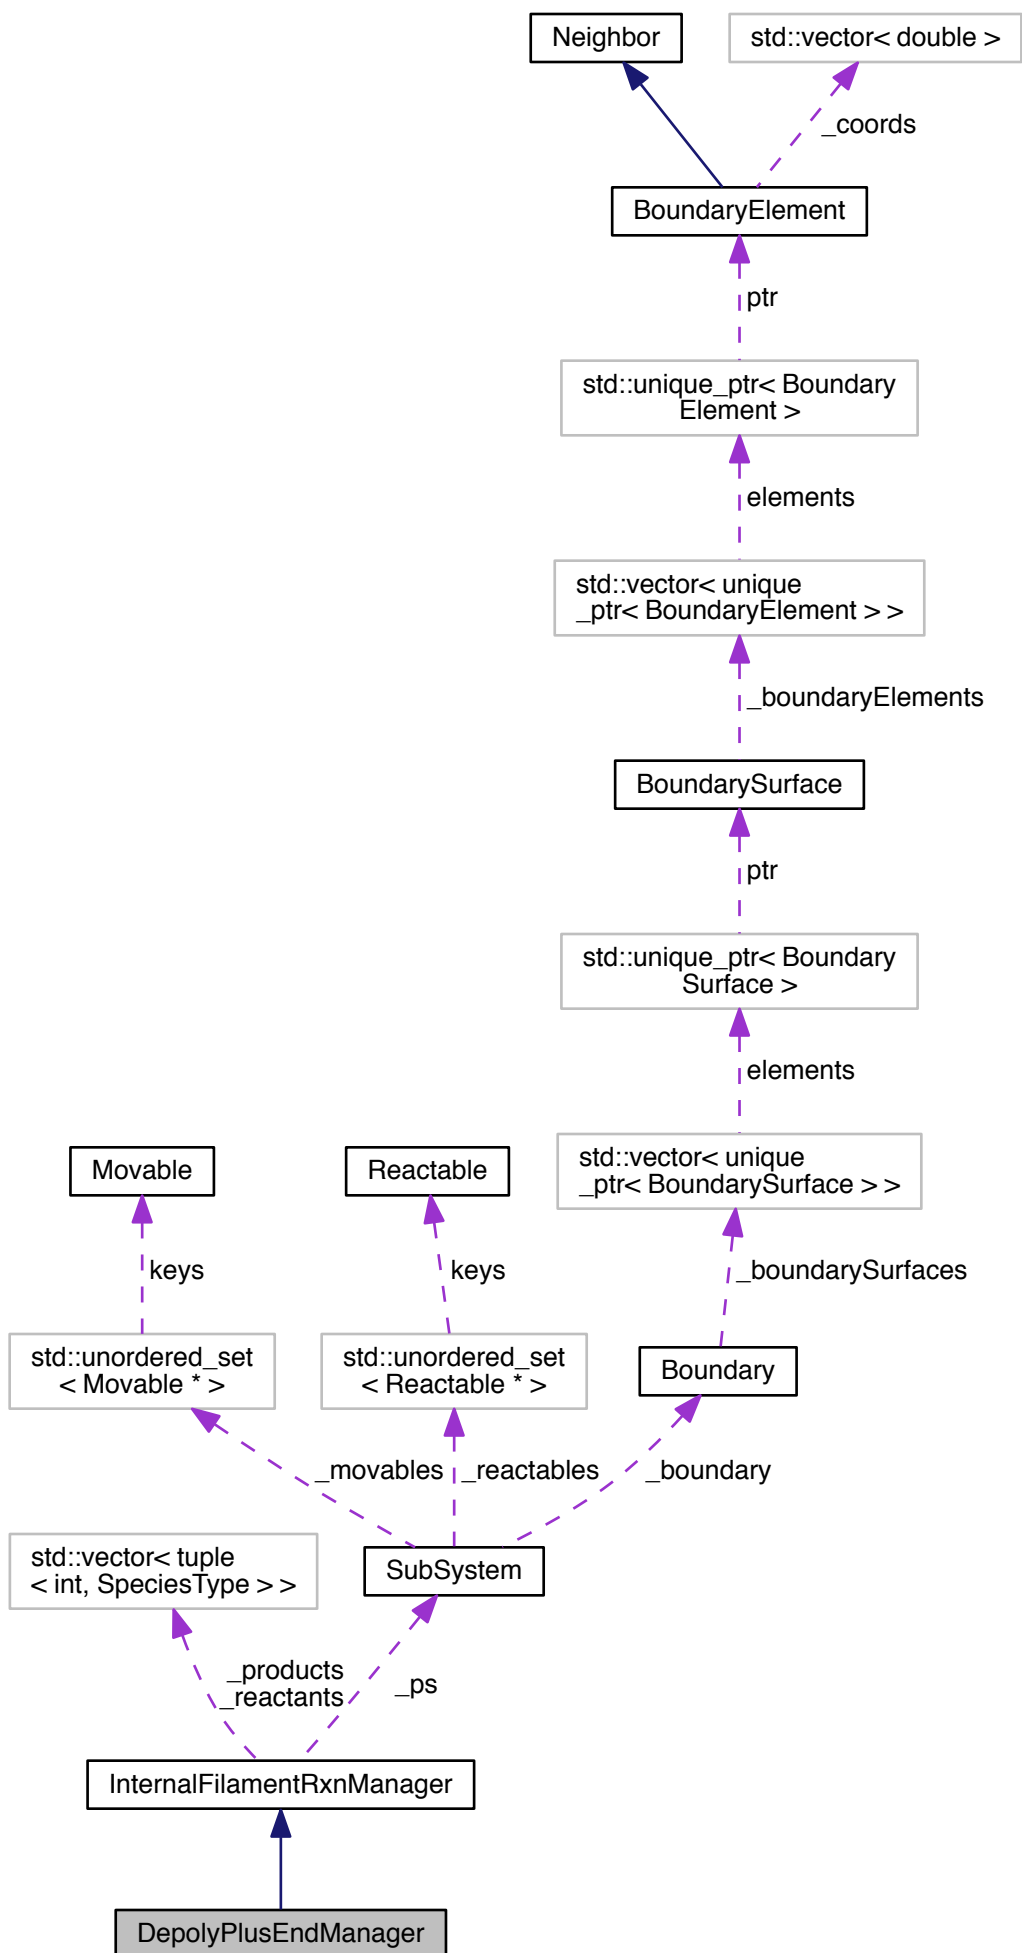 Neighbor
std::vector< double >
_coords
BoundaryElement
ptr
std::unique_ptr< Boundary
Element >
elements
std::vector< unique
_ptr< BoundaryElement > >
_boundaryElements
BoundarySurface
ptr
std::unique_ptr< Boundary
Surface >
elements
Movable
Reactable
std::vector< unique
_ptr< BoundarySurface > >
keys
keys
_boundarySurfaces
std::unordered_set
< Movable * >
std::unordered_set
< Reactable * >
Boundary
_movables
_reactables
_boundary
std::vector< tuple
< int, SpeciesType > >
SubSystem
_products
_reactants
_ps
InternalFilamentRxnManager
DepolyPlusEndManager